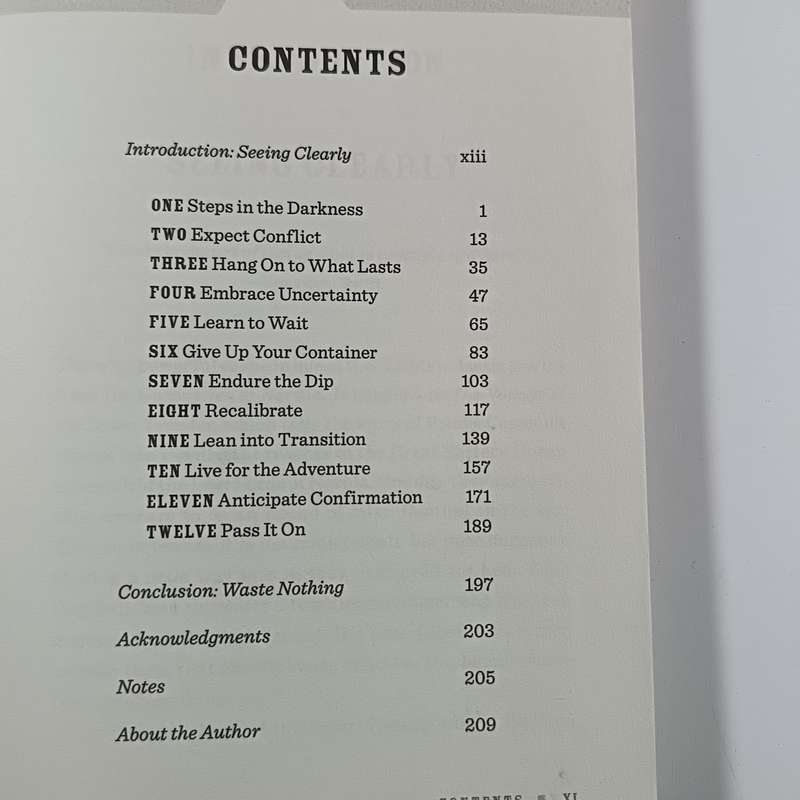 CONTENTS
Introduction: Seeing Clearly xiii
ONE Steps in the Darkness 1
TWO Expect Conflict 13
THREE Hang On to What Lasts 35
FOUR Embrace Uncertainty 47
FIVE Learn to Wait 65
SIX Give Up Your Container 83
SEVEN Endure the Dip 103
EIGHT Recalibrate 117
NINE Lean into Transition 139
TEN Live for the Adventure 157
ELEVEN Anticipate Confirmation 171
TWELVE Pass It On 189
Conclusion: Waste Nothing 197
Acknowledgments 203
Notes 205
About the Author 209
CONTENTS XI